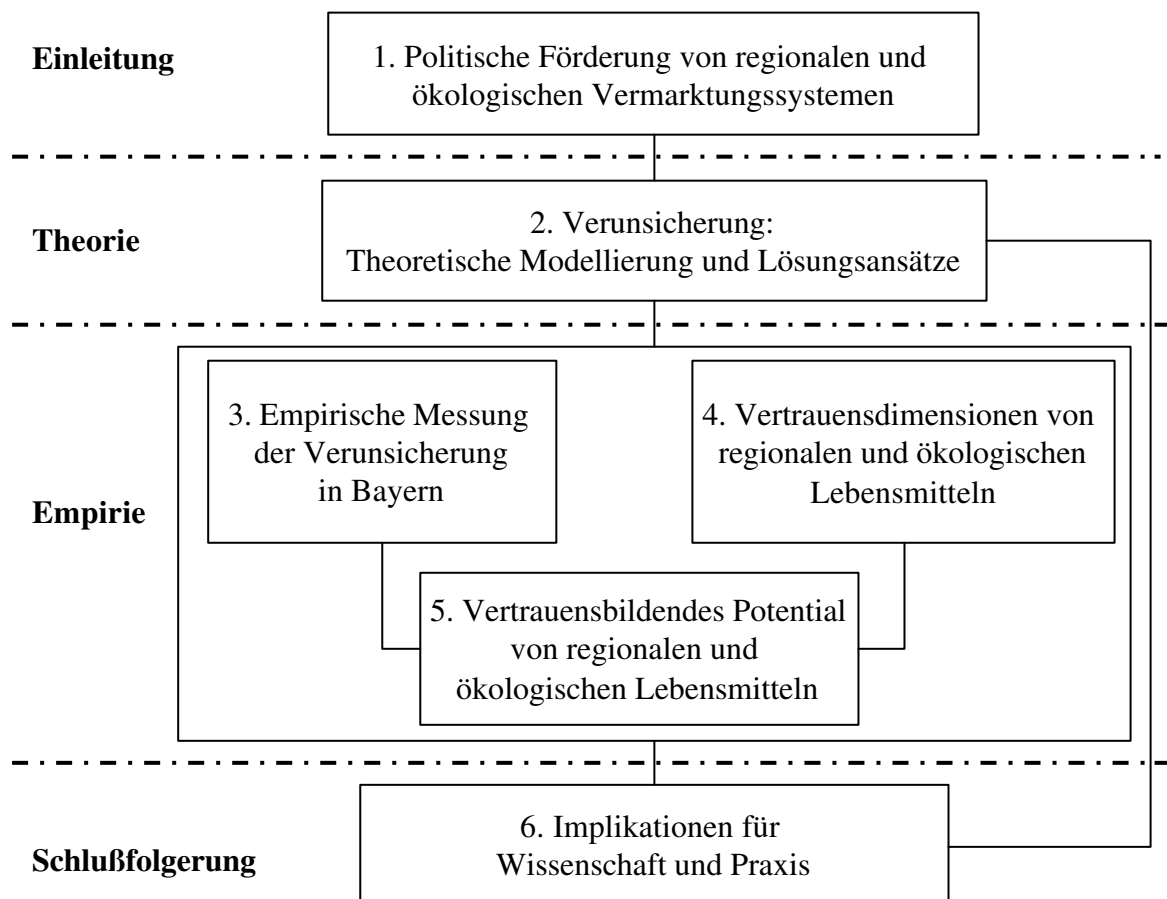 Einleitung
1. Politische Förderung von regionalen und
ökologischen Vermarktungssystemen
Theorie
2. Verunsicherung:
Theoretische Modellierung und Lösungsansätze
Empirie
3. Empirische Messung
der Verunsicherung
in Bayern
4. Vertrauensdimensionen von
regionalen und ökologischen
Lebensmitteln
5. Vertrauensbildendes Potential
von regionalen und
ökologischen Lebensmitteln
Schlußfolgerung
6. Implikationen für
Wissenschaft und Praxis